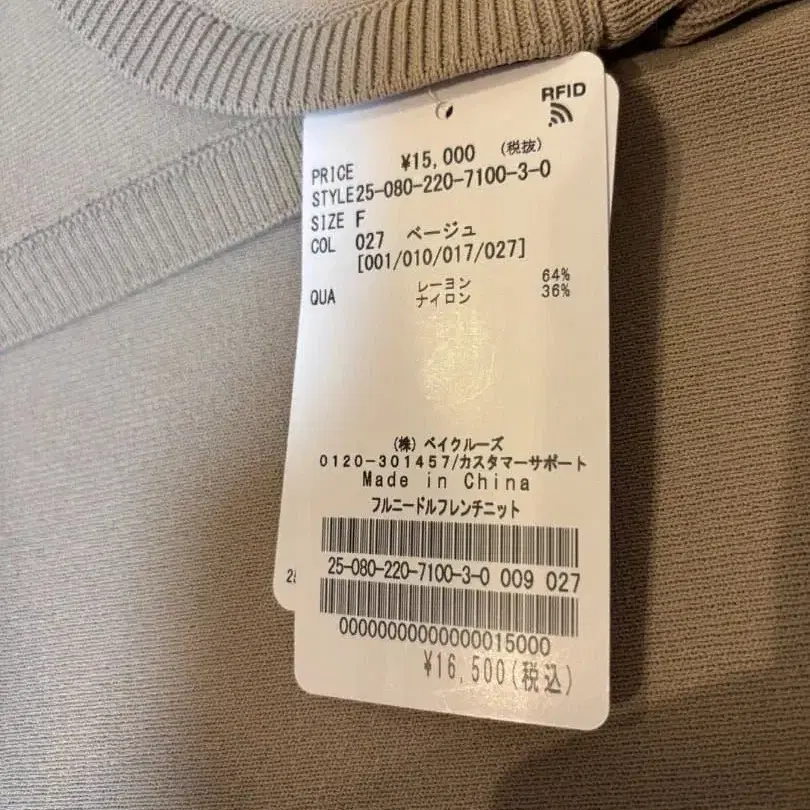 RFID
PRICE ¥15,000 (税抜)
STYLE25-080-220-7100-3-0
SIZE F
COL 027 ベージュ
[001/010/017/027]
QUA レーヨン 64%
ナイロン 36%
(株) ベイクルーズ
0120-301457/カスタマーサポート
Made in China
フルニードルフレンチニット
25-080-220-7100-3-0 009 027
00000000000000015000
¥16,500(税込)